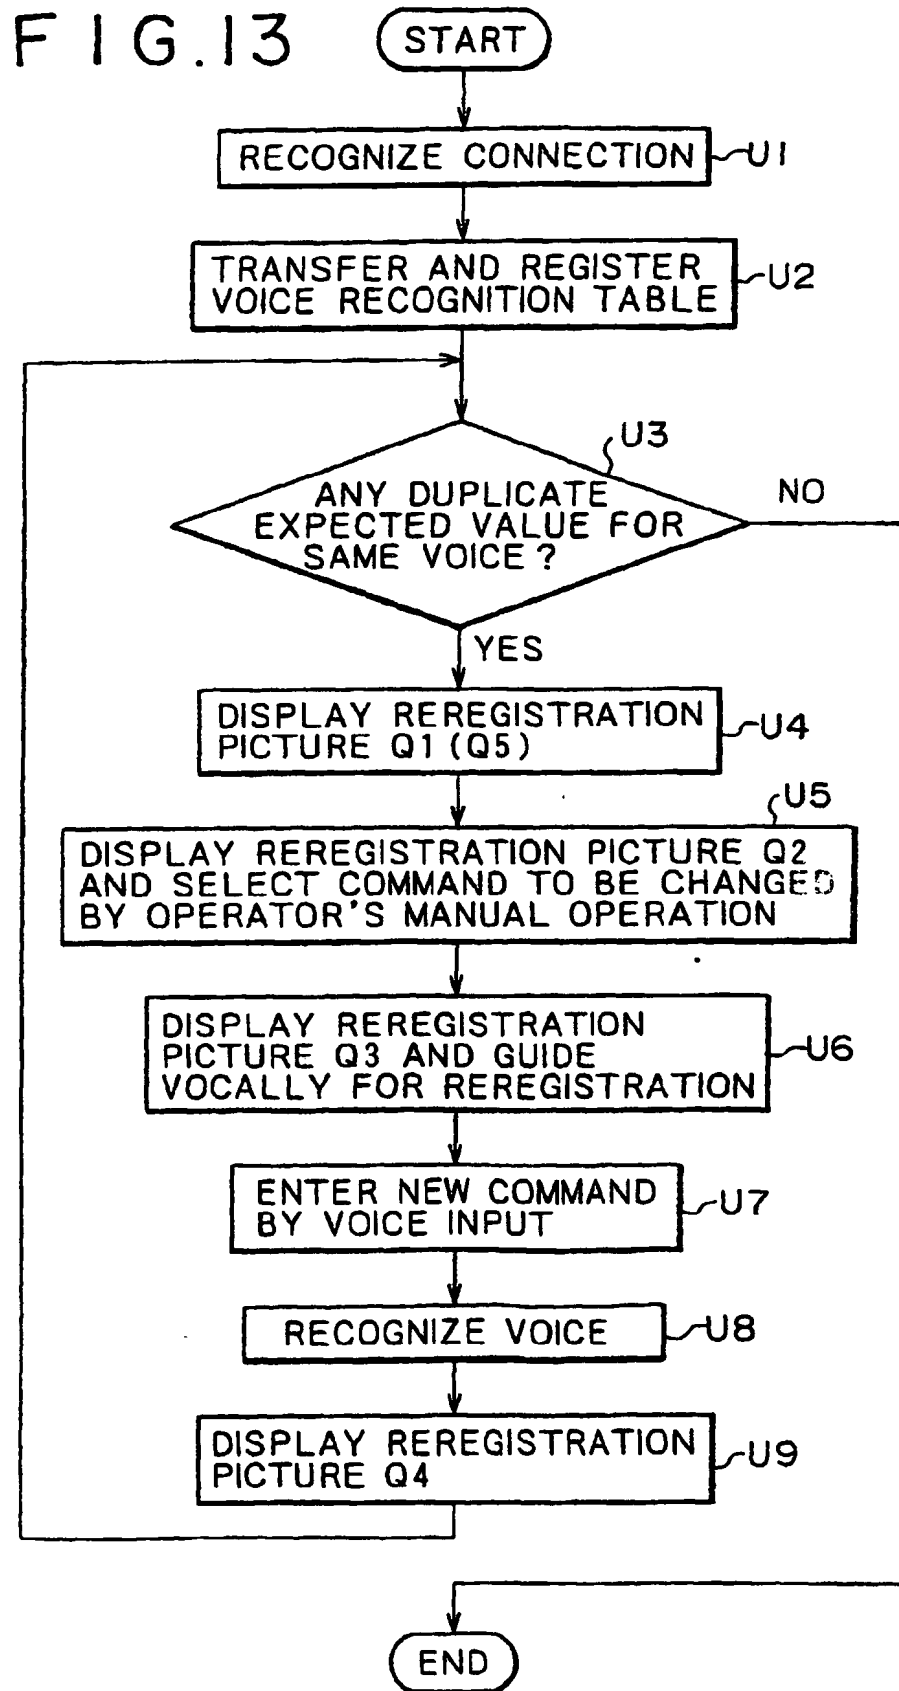 FIG.13
START
RECOGNIZE CONNECTION
U1
TRANSFER AND REGISTER
VOICE RECOGNITION TABLE
U2
U3
ANY DUPLICATE
EXPECTED VALUE FOR
SAME VOICE?
NO
YES
DISPLAY REREGISTRATION
PICTURE Q1(Q5)
U4
U5
DISPLAY REREGISTRATION PICTURE Q2
AND SELECT COMMAND TO BE CHANGED
BY OPERATOR'S MANUAL OPERATION
DISPLAY REREGISTRATION
PICTURE Q3 AND GUIDE
VOCALLY FOR REREGISTRATION
U6
ENTER NEW COMMAND
BY VOICE INPUT
U7
RECOGNIZE VOICE
U8
DISPLAY REREGISTRATION
PICTURE Q4
U9
END